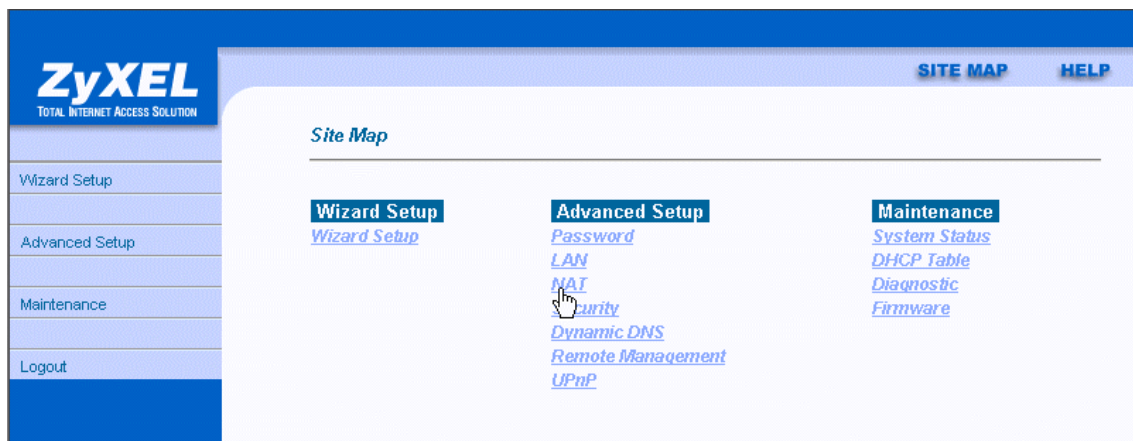 ZyXEL
TOTAL INTERNET ACCESS SOLUTION
SITE MAP
HELP
Wizard Setup
Advanced Setup
Maintenance
Logout
Site Map
Wizard Setup
Wizard Setup
Advanced Setup
Password
LAN
NAT
Security
Dynamic DNS
Remote Management
UPnP
Maintenance
System Status
DHCP Table
Diagnostic
Firmware